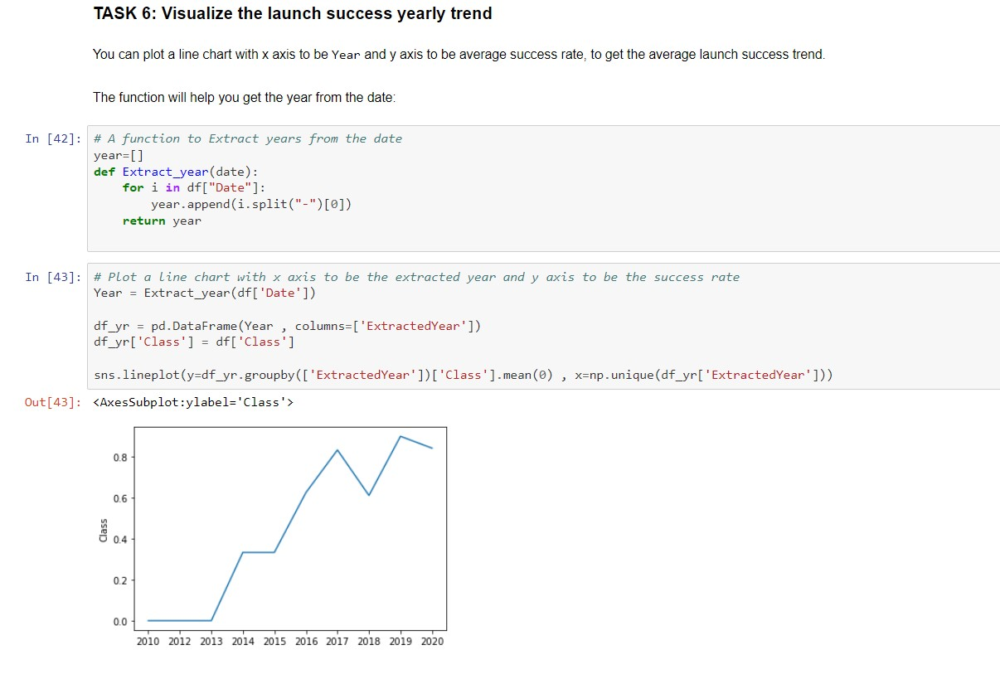 TASK 6: Visualize the launch success yearly trend
You can plot a line chart with x axis to be Year and y axis to be average success rate, to get the average launch success trend.
The function will help you get the year from the date:
In [42]: # A function to Extract years from the date
year=[]
def Extract_year(date):
    for i in df["Date"]:
        year.append(i.split("-")[0])
    return year
In [43]: # Plot a line chart with x axis to be the extracted year and y axis to be the success rate
Year = Extract_year(df['Date'])
df_yr = pd.DataFrame(Year , columns=['ExtractedYear'])
df_yr['Class'] = df['Class']
sns.lineplot(y=df_yr.groupby(['ExtractedYear'])['Class'].mean(0) , x=np.unique(df_yr['ExtractedYear']))
Out[43]: <AxesSubplot:ylabel='Class'>
0.8
0.6
Class
0.4
0.2
0.0
2010 2012 2013 2014 2015 2016 2017 2018 2019 2020